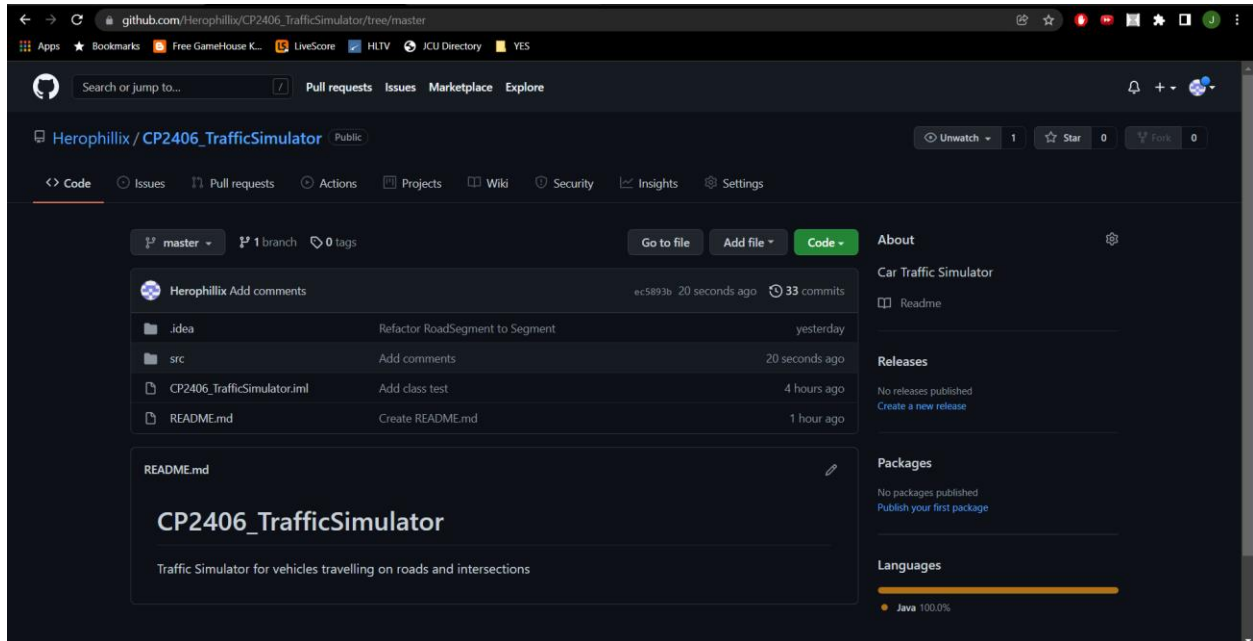 github.com/Herophillix/CP2406_TrafficSimulator/tree/master
J
Apps Bookmarks Free GameHouse K... LiveScore HLTV JCU Directory YES
Search or jump to... / Pull requests Issues Marketplace Explore
Herophillix / CP2406_TrafficSimulator Public
Unwatch 1 Star 0 Fork 0
Code Issues Pull requests Actions Projects Wiki Security Insights Settings
master 1 branch 0 tags Go to file Add file Code
About
Herophillix Add comments ec5893b 20 seconds ago 33 commits
Car Traffic Simulator
Readme
.idea Refactor RoadSegment to Segment yesterday
src Add comments 20 seconds ago
CP2406_TrafficSimulator.iml Add class test 4 hours ago
README.md Create README.md 1 hour ago
Releases
No releases published
Create a new release
README.md
CP2406_TrafficSimulator
Traffic Simulator for vehicles travelling on roads and intersections
Packages
No packages published
Publish your first package
Languages
Java 100.0%